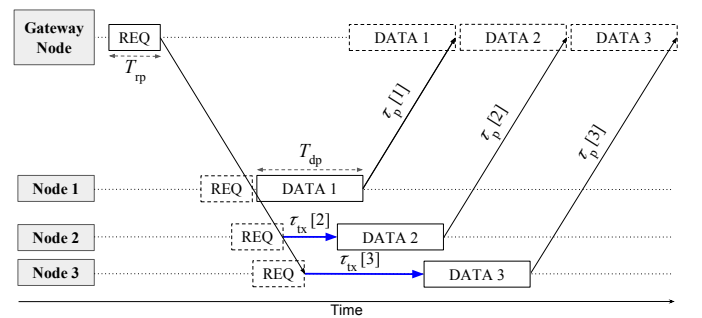 Gateway
Node
REQ
DATA 1
DATA 2
DATA 3
T_rp
τ_p[1]
τ_p[2]
τ_p[3]
T_dp
Node 1
REQ
DATA 1
τ_tx[2]
Node 2
REQ
DATA 2
τ_tx[3]
Node 3
REQ
DATA 3
Time